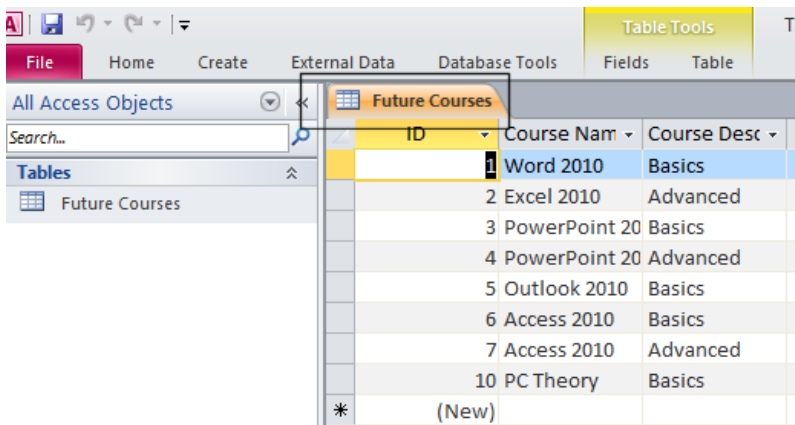 A
Table Tools T
File Home Create External Data Database Tools Fields Table
All Access Objects « Future Courses
Search... ID Course Nam Course Desc
Tables 1 Word 2010 Basics
Future Courses 2 Excel 2010 Advanced
3 PowerPoint 20 Basics
4 PowerPoint 20 Advanced
5 Outlook 2010 Basics
6 Access 2010 Basics
7 Access 2010 Advanced
10 PC Theory Basics
* (New)